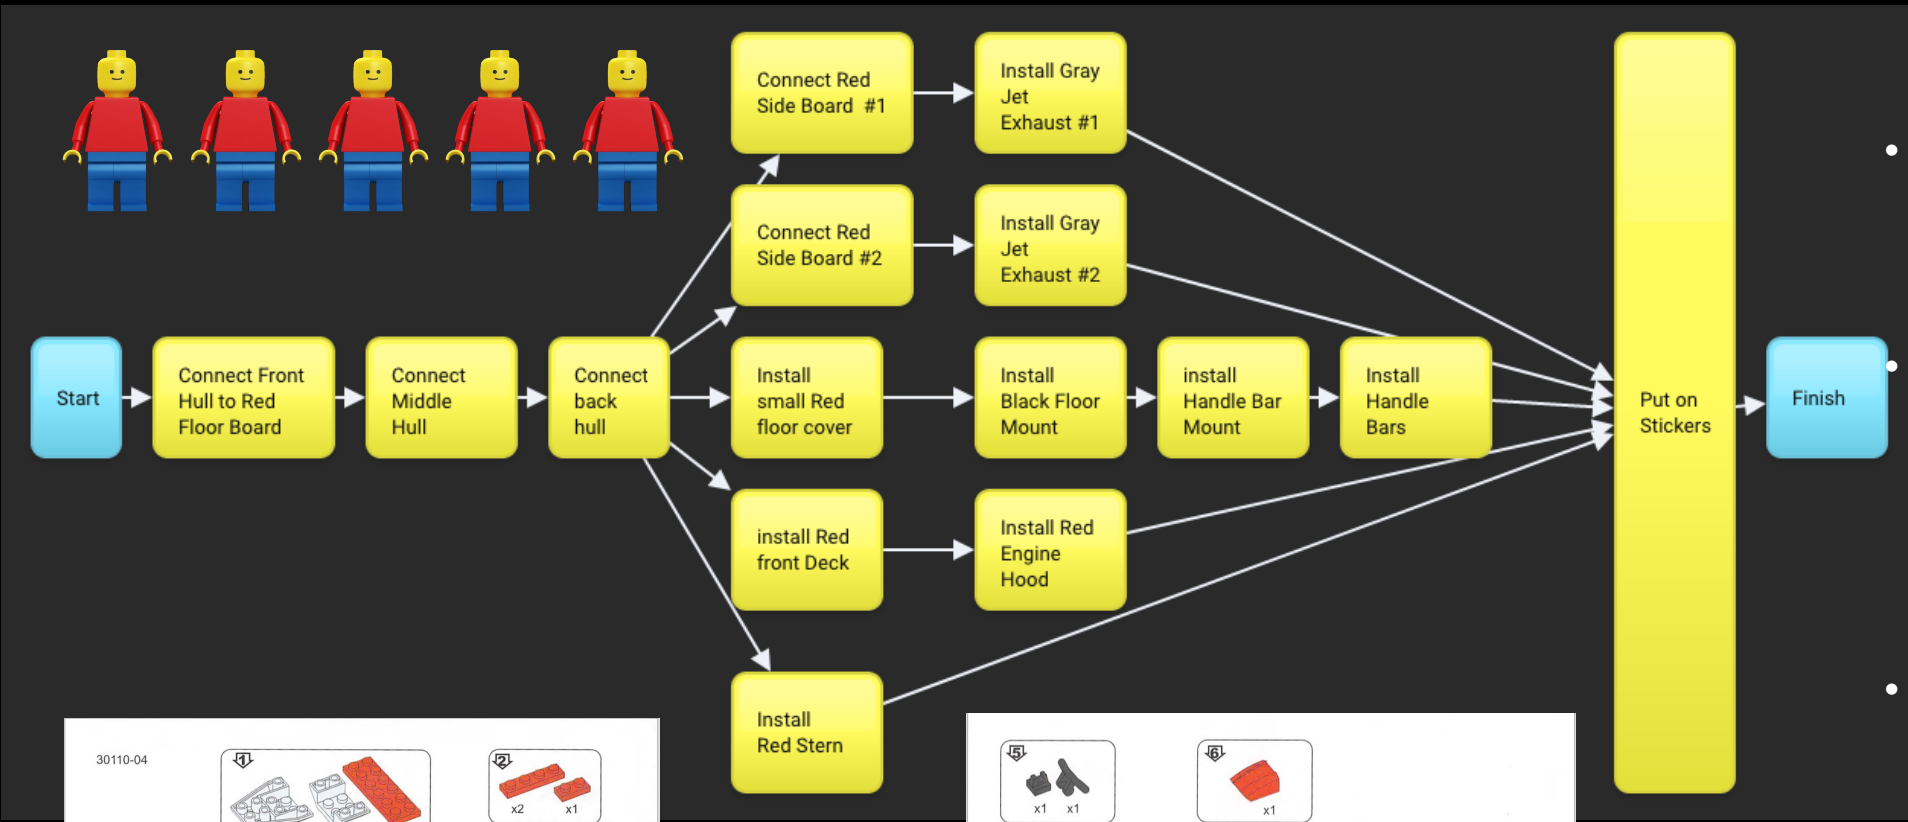 Connect Red
Side Board  #1
Install Gray
Jet
Exhaust #1
Connect Red
Side Board #2
Install Gray
Jet
Exhaust #2
Start
Connect Front
Hull to Red
Floor Board
Connect
Middle
Hull
Connect
back
hull
Install
small Red
floor cover
Install
Black Floor
Mount
install
Handle Bar
Mount
Install
Handle
Bars
Put on
Stickers
Finish
install Red
front Deck
Install Red
Engine
Hood
Install
Red Stern
30110-04
1
2
x2
x1
5
x1
x1
6
x1